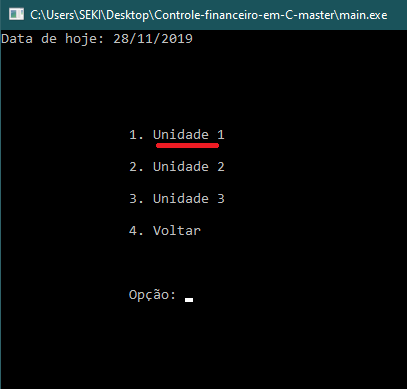 C:\Users\SEKI\Desktop\Controle-financeiro-em-C-master\main.exe
Data de hoje: 28/11/2019
1. Unidade 1
2. Unidade 2
3. Unidade 3
4. Voltar
Opção: